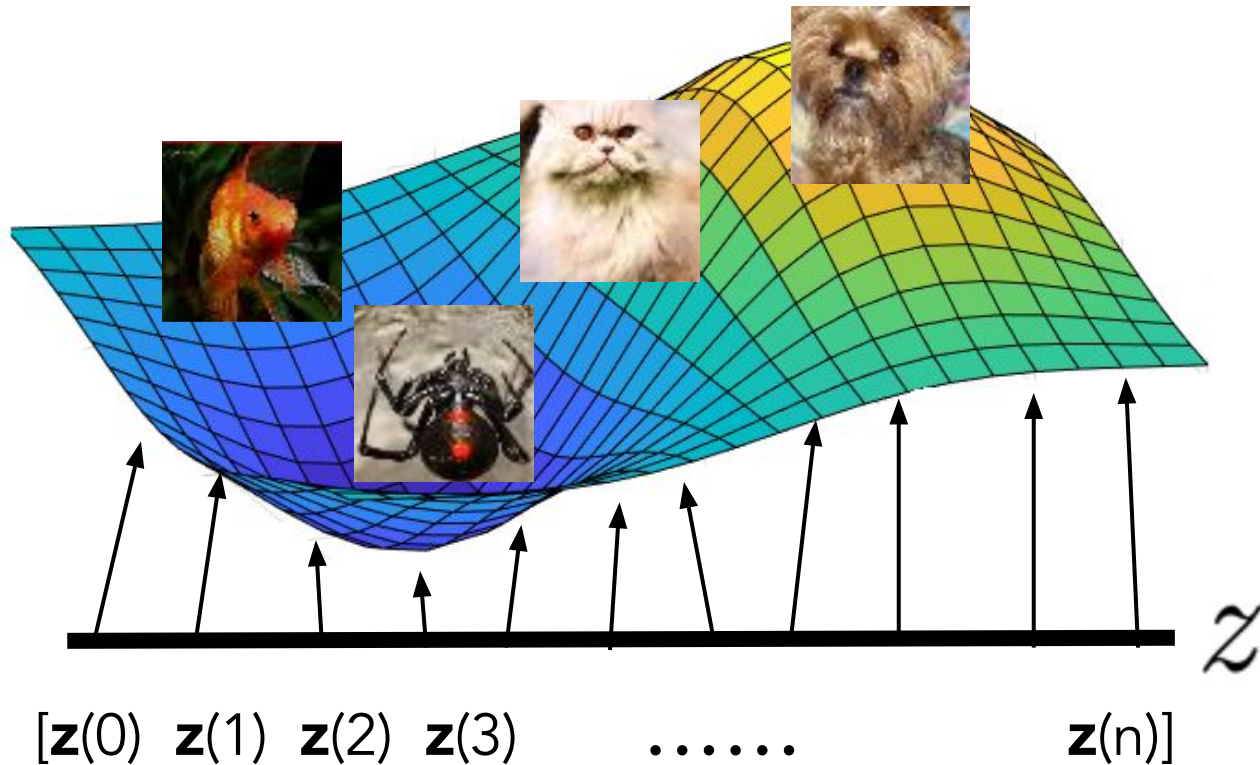 z
[z(0) z(1) z(2) z(3) ...... z(n)]